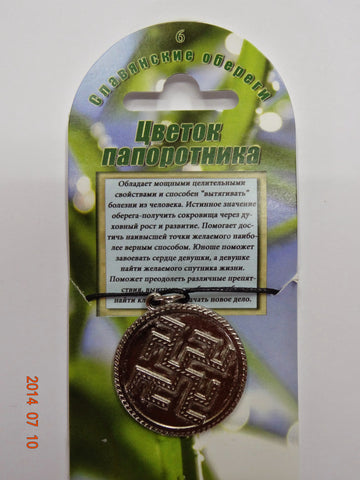 6
Славянские обереги
Цветок
папоротника
Обладает мощными целительными
свойствами и способен "вытягивать"
болезни из человека. Истинное значение
оберега-получить сокровища через ду-
ховный рост и развитие. Помогает дос-
тичь наивысшей точки желаемого наибо-
лее верным способом. Юноше поможет
завоевать сердце девушки, а девушке
найти желаемого спутника жизни.
Поможет преодолеть различные препят-
ствия,
найти кл ать новое дело.
2014 07 10